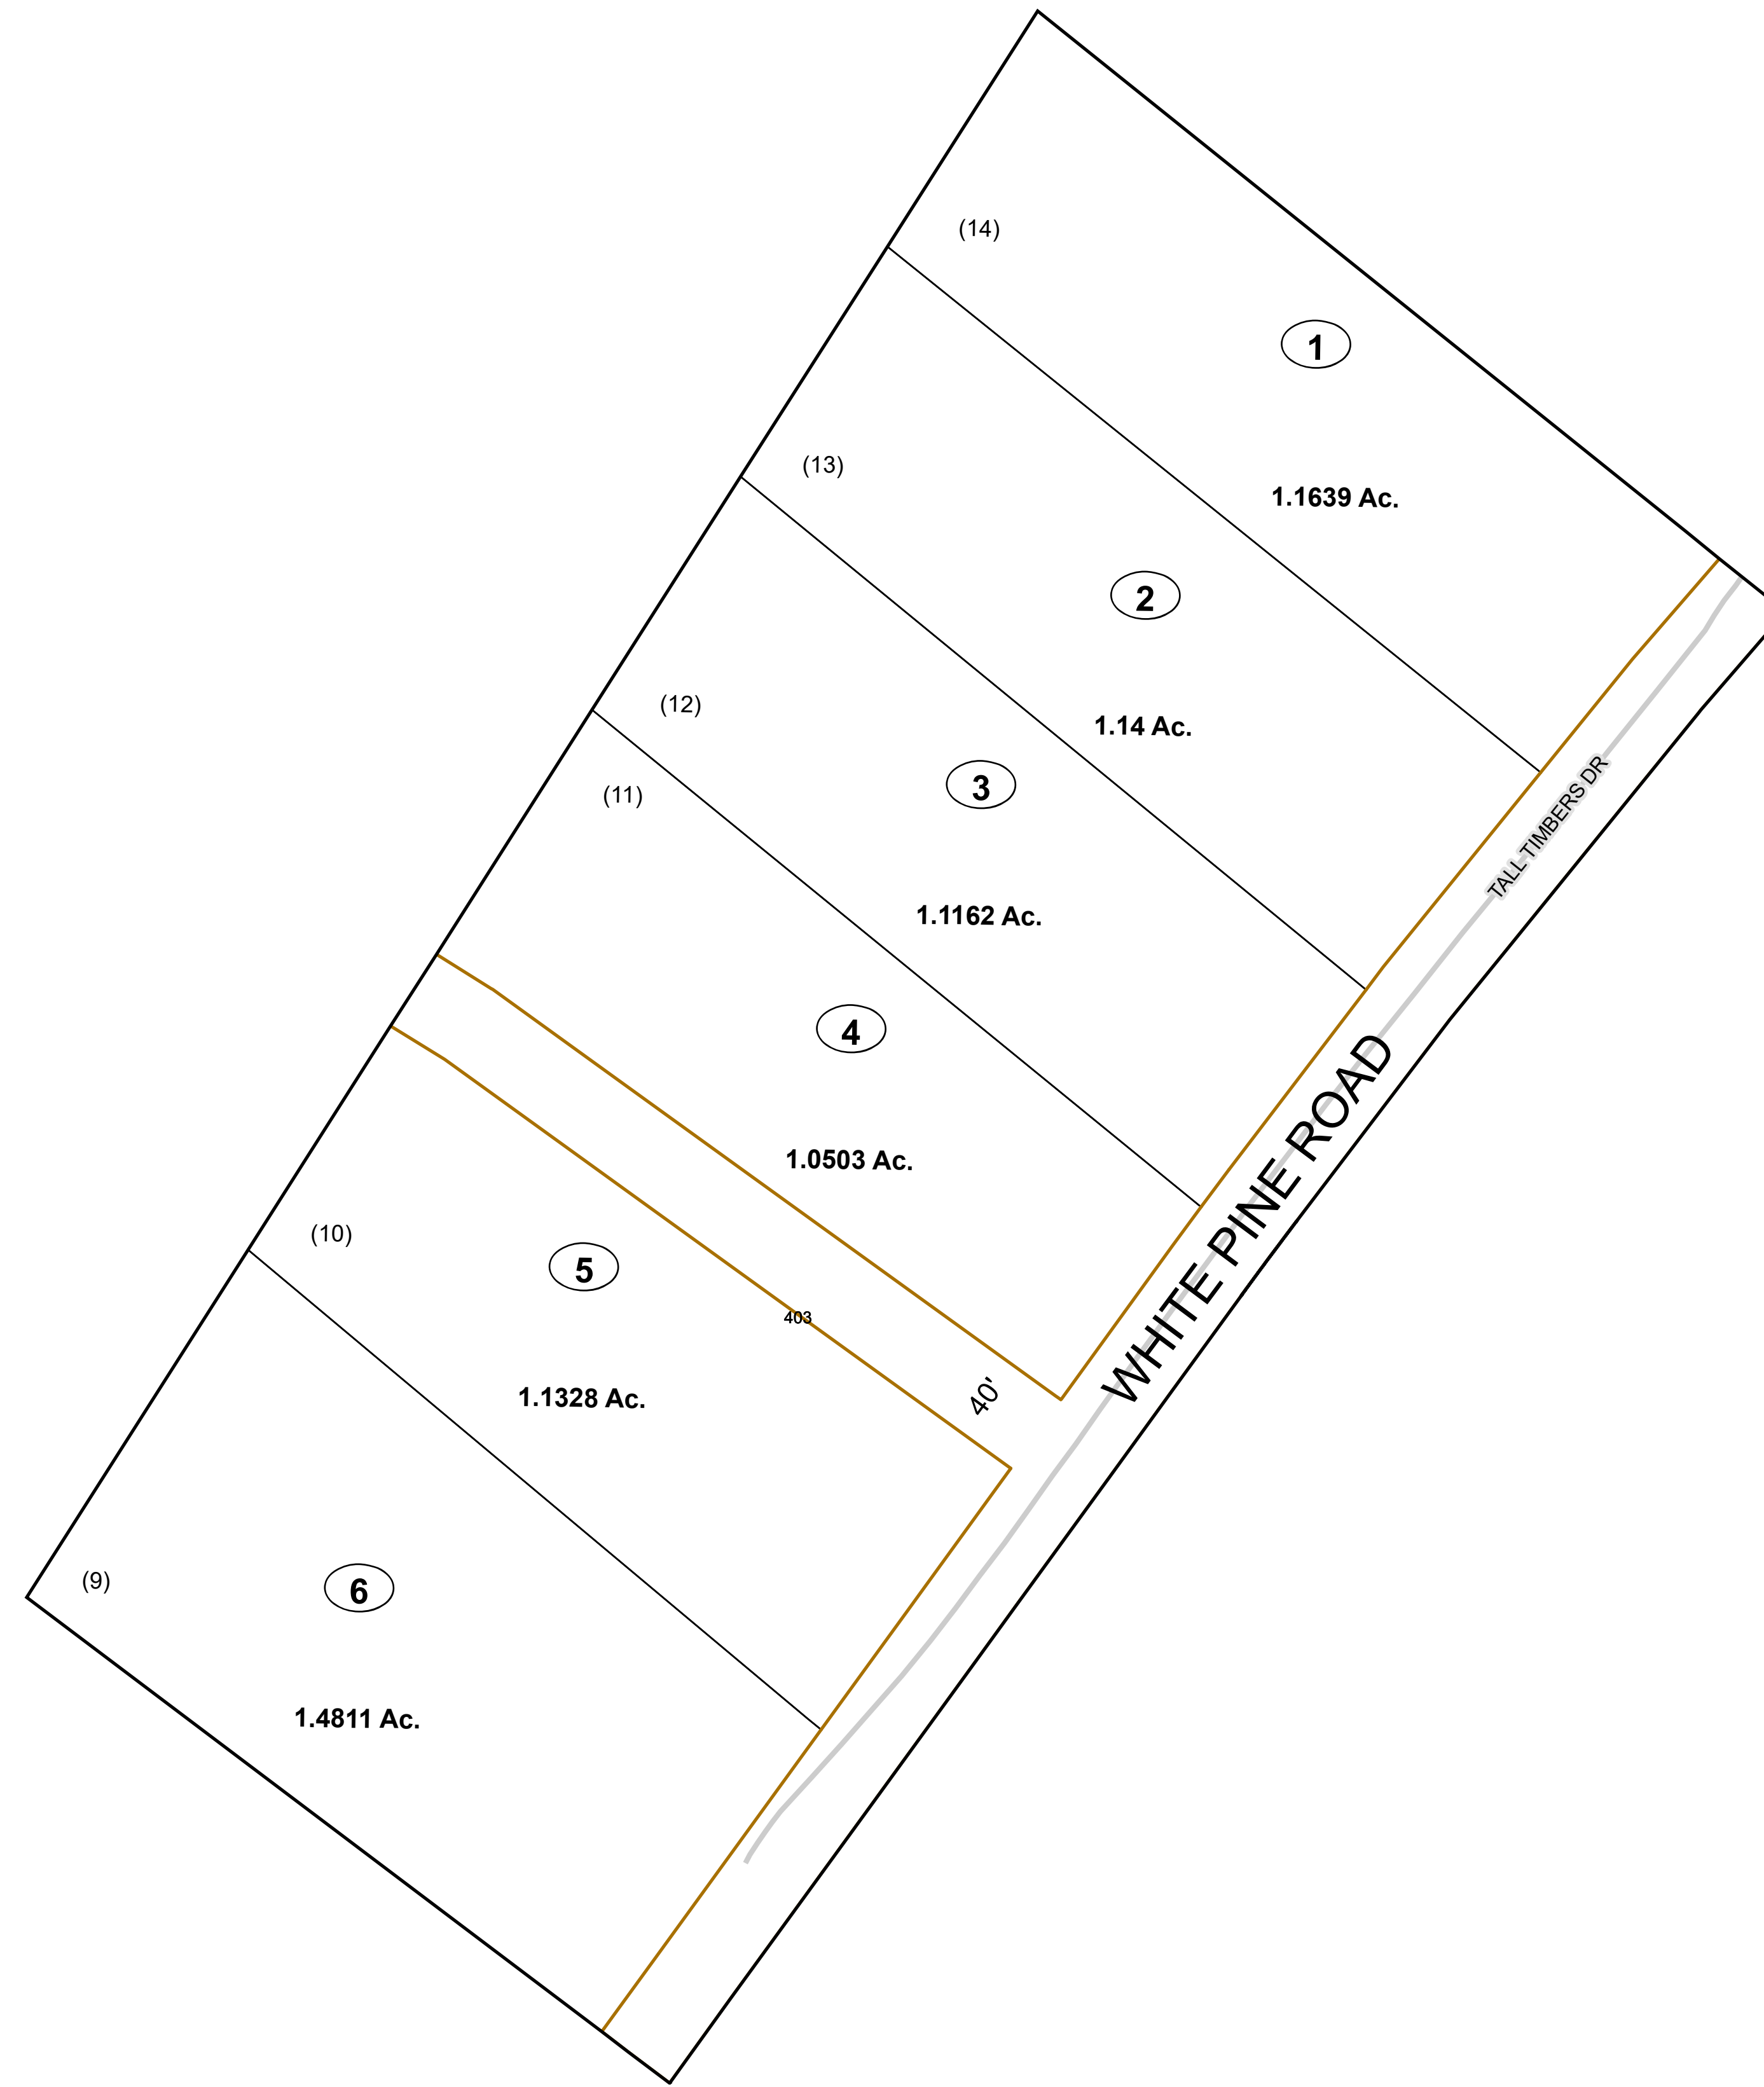 (14)
1
(13)
1.1639 Ac.
2
(12)
1.14 Ac.
3
(11)
TALL TIMBERS DR
1.1162 Ac.
4
1.0503 Ac.
WHITE PINE ROAD
(10)
5
403
40'
1.1328 Ac.
(9)
6
1.4811 Ac.